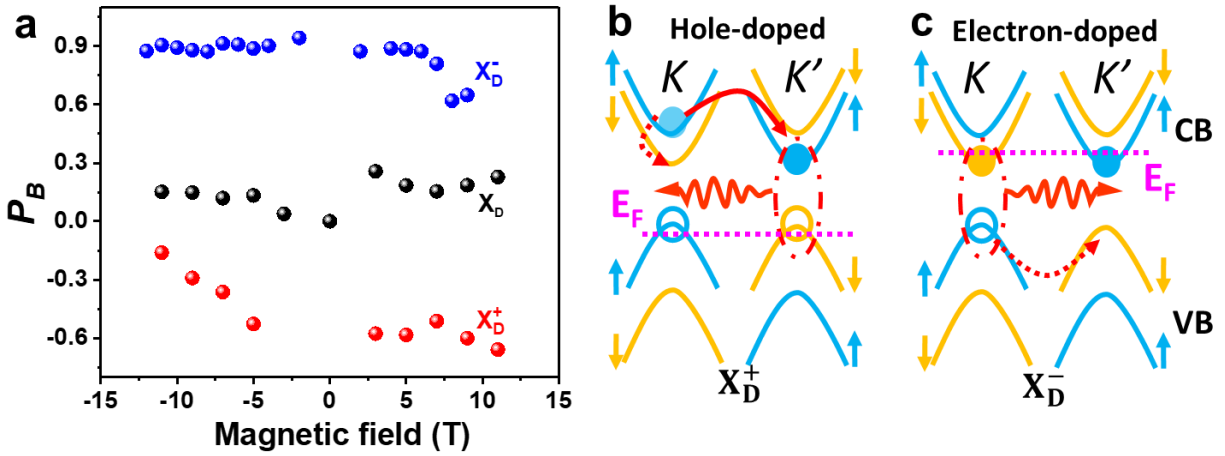 a
P_B
0.9
0.6
0.3
0.0
-0.3
-0.6
X_D^-
X_D
X_D^+
-15 -10 -5 0 5 10 15
Magnetic field (T)
b
Hole-doped
K K’
E_F
X_D^+
c
Electron-doped
K K’
CB
E_F
VB
X_D^-